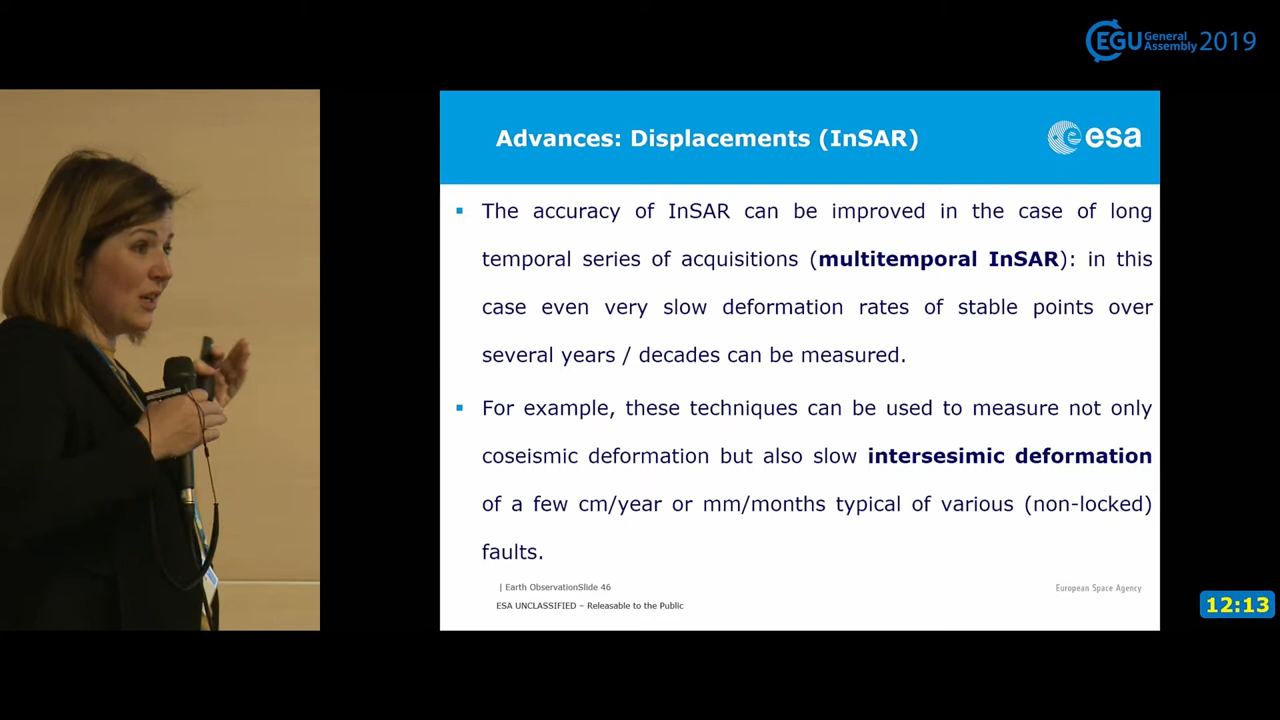 EGU General Assembly 2019
Advances: Displacements (InSAR)
esa
▪ The accuracy of InSAR can be improved in the case of long
temporal series of acquisitions (multitemporal InSAR): in this
case even very slow deformation rates of stable points over
several years / decades can be measured.
▪ For example, these techniques can be used to measure not only
coseismic deformation but also slow intersesimic deformation
of a few cm/year or mm/months typical of various (non-locked)
faults.
| Earth ObservationSlide 46
European Space Agency
ESA UNCLASSIFIED – Releasable to the Public
12:13